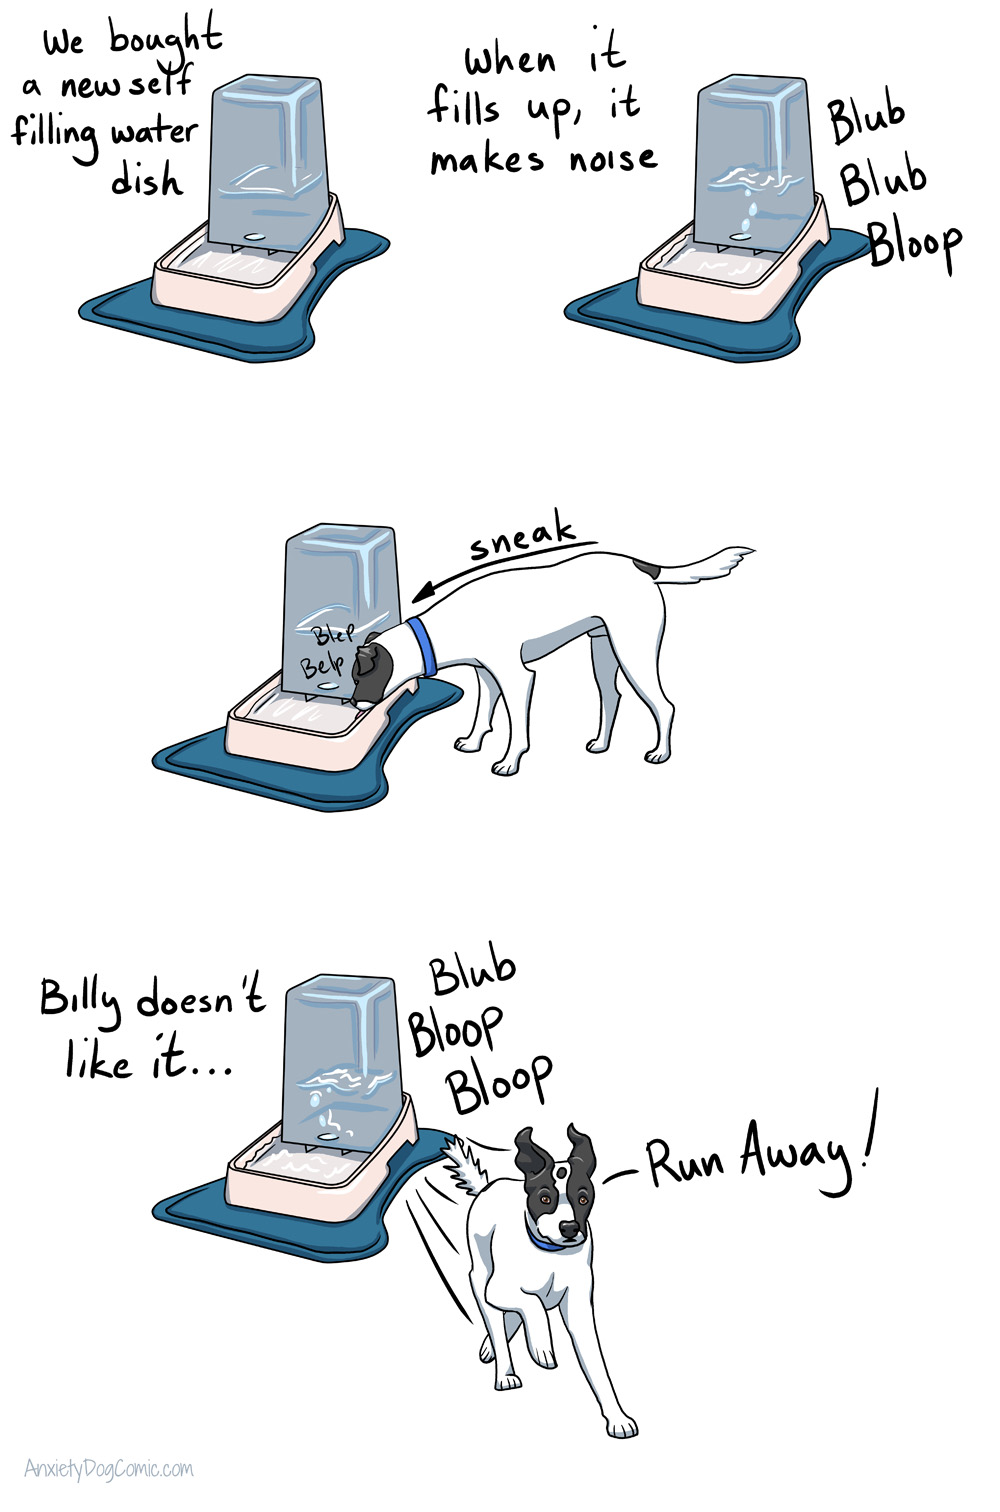 We bought
a new self
filling water
dish
When it
fills up, it
makes noise
Blub
Blub
Bloop
sneak
Blep
Belp
Billy doesn't
like it...
Blub
Bloop
Bloop
Run Away!
AnxietyDogComic.com